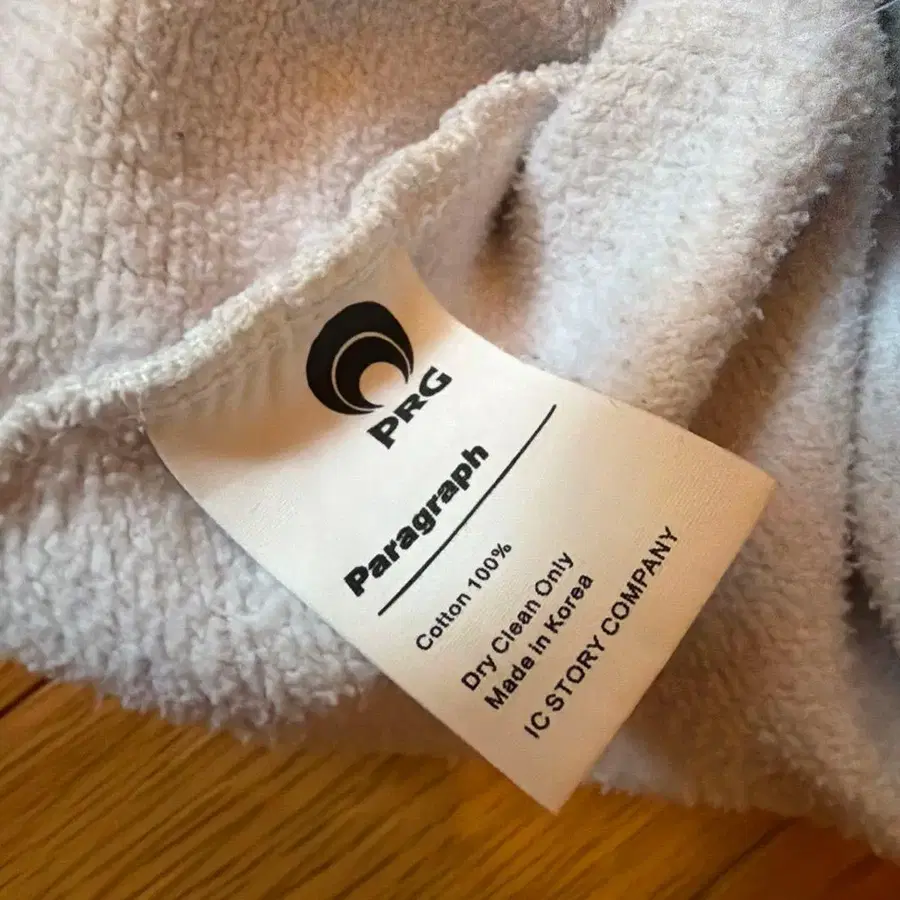 PRG
Paragraph
Cotton 100%
Dry Clean Only
Made in Korea
IC STORY COMPANY